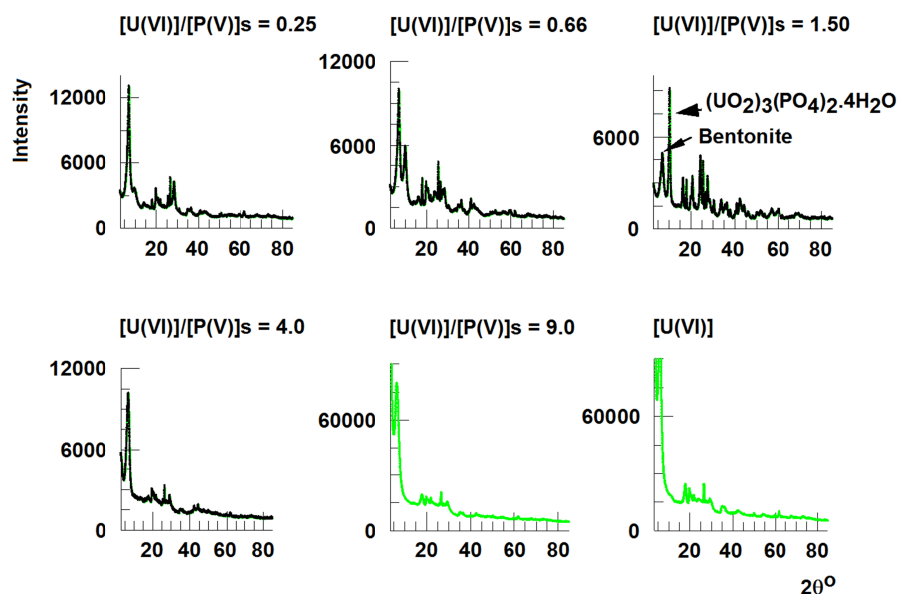 [U(VI)]/[P(V)]s = 0.25
[U(VI)]/[P(V)]s = 0.66
[U(VI)]/[P(V)]s = 1.50
Intensity
12000
6000
0
20 40 60 80
12000
6000
0
20 40 60 80
(UO2)3(PO4)2.4H2O
Bentonite
6000
0
20 40 60 80
[U(VI)]/[P(V)]s = 4.0
[U(VI)]/[P(V)]s = 9.0
[U(VI)]
12000
6000
0
20 40 60 80
60000
0
20 40 60 80
60000
0
20 40 60 80
2θº